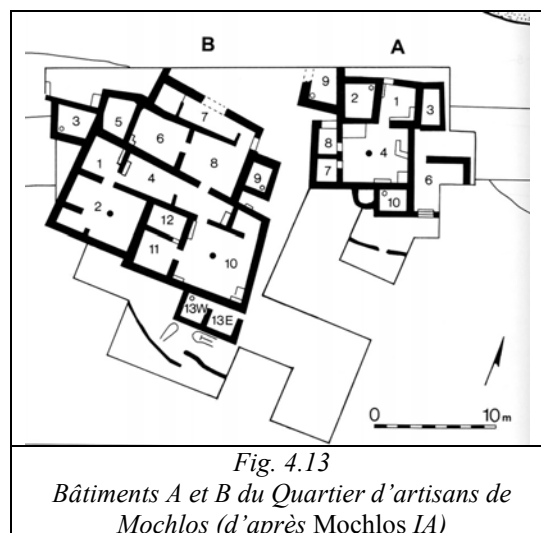 B A
9 2 1 3
7
3 5 6 8 4
8
1 4 9 7 6
12 10
2
11 10
13W 13E
0 10 m
Fig. 4.13
Bâtiments A et B du Quartier d'artisans de
Mochlos (d'après Mochlos IA)